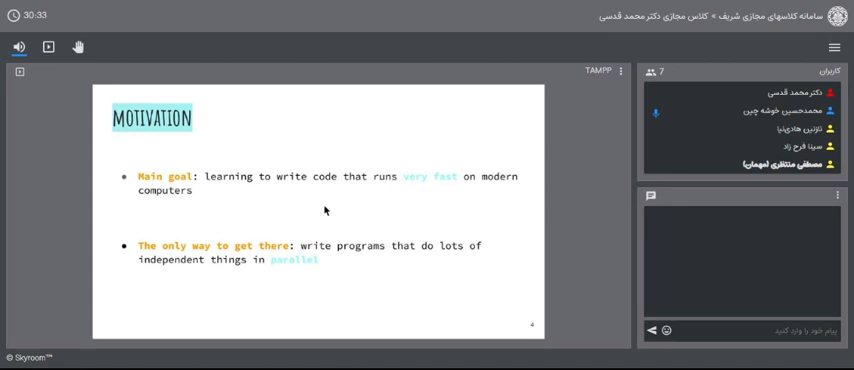 30:33
سامانه کلاسهای مجازی شریف » کلاس مجازی دکتر محمد قدسی
TAMPP
MOTIVATION
● Main goal: learning to write code that runs very fast on modern
computers
● The only way to get there: write programs that do lots of
independent things in parallel
4
کاربران
7
دکتر محمد قدسی
محمدحسین خوشه چین
نازنین هادی‌نیا
سینا فرح زاد
مصطفی منتظری (مهمان)
پیام خود را وارد کنید
© Skyroom™